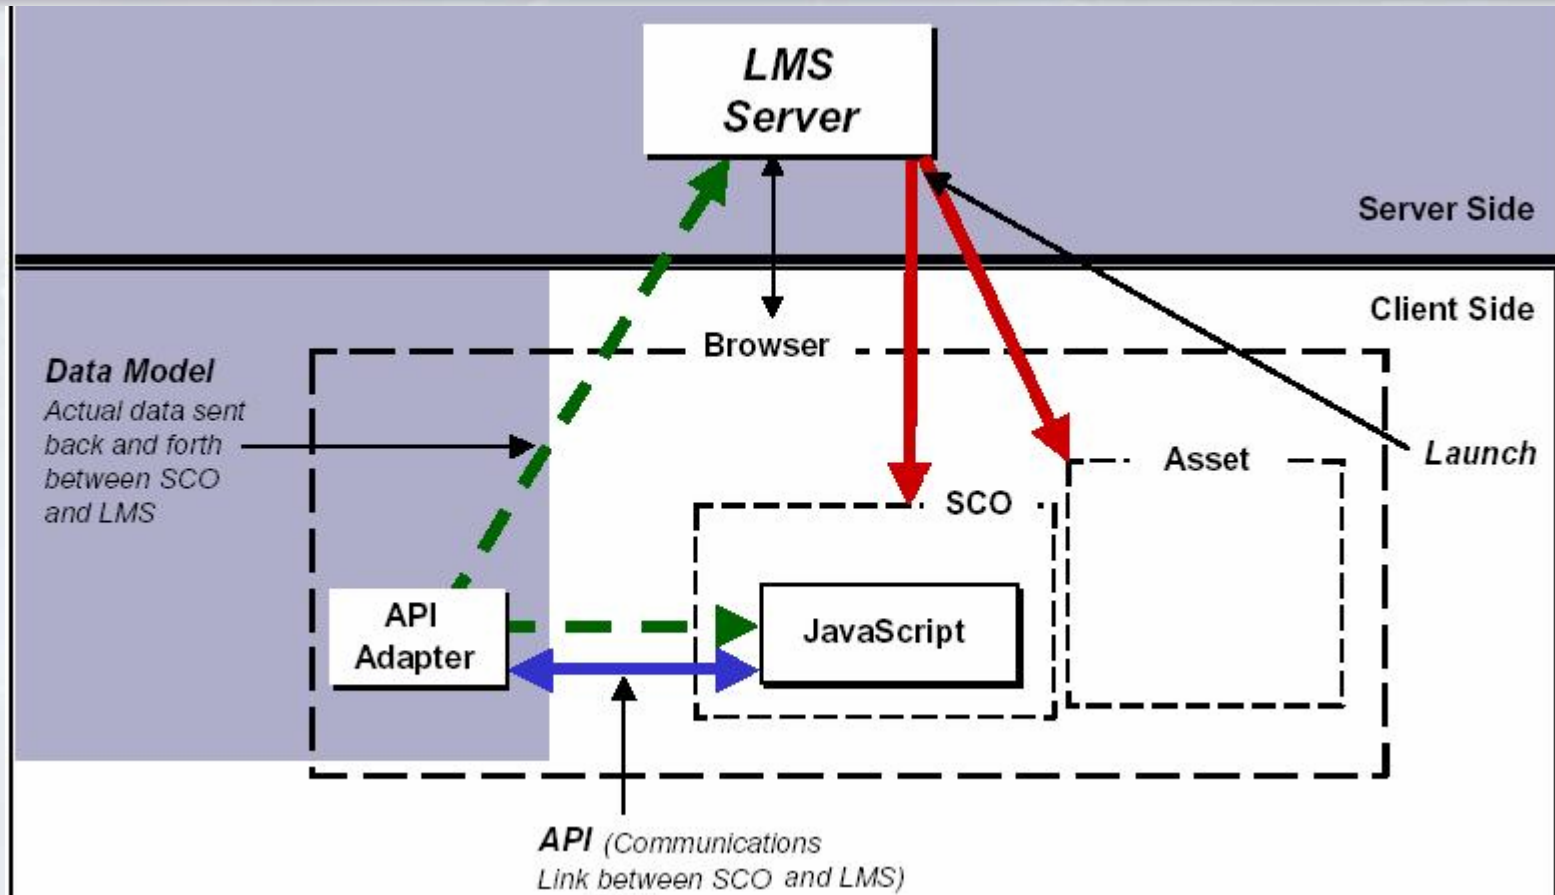 LMS
Server
Server Side
Client Side
Browser
Data Model
Actual data sent
back and forth
between SCO
and LMS
Launch
Asset
SCO
API
Adapter
JavaScript
API (Communications
Link between SCO and LMS)